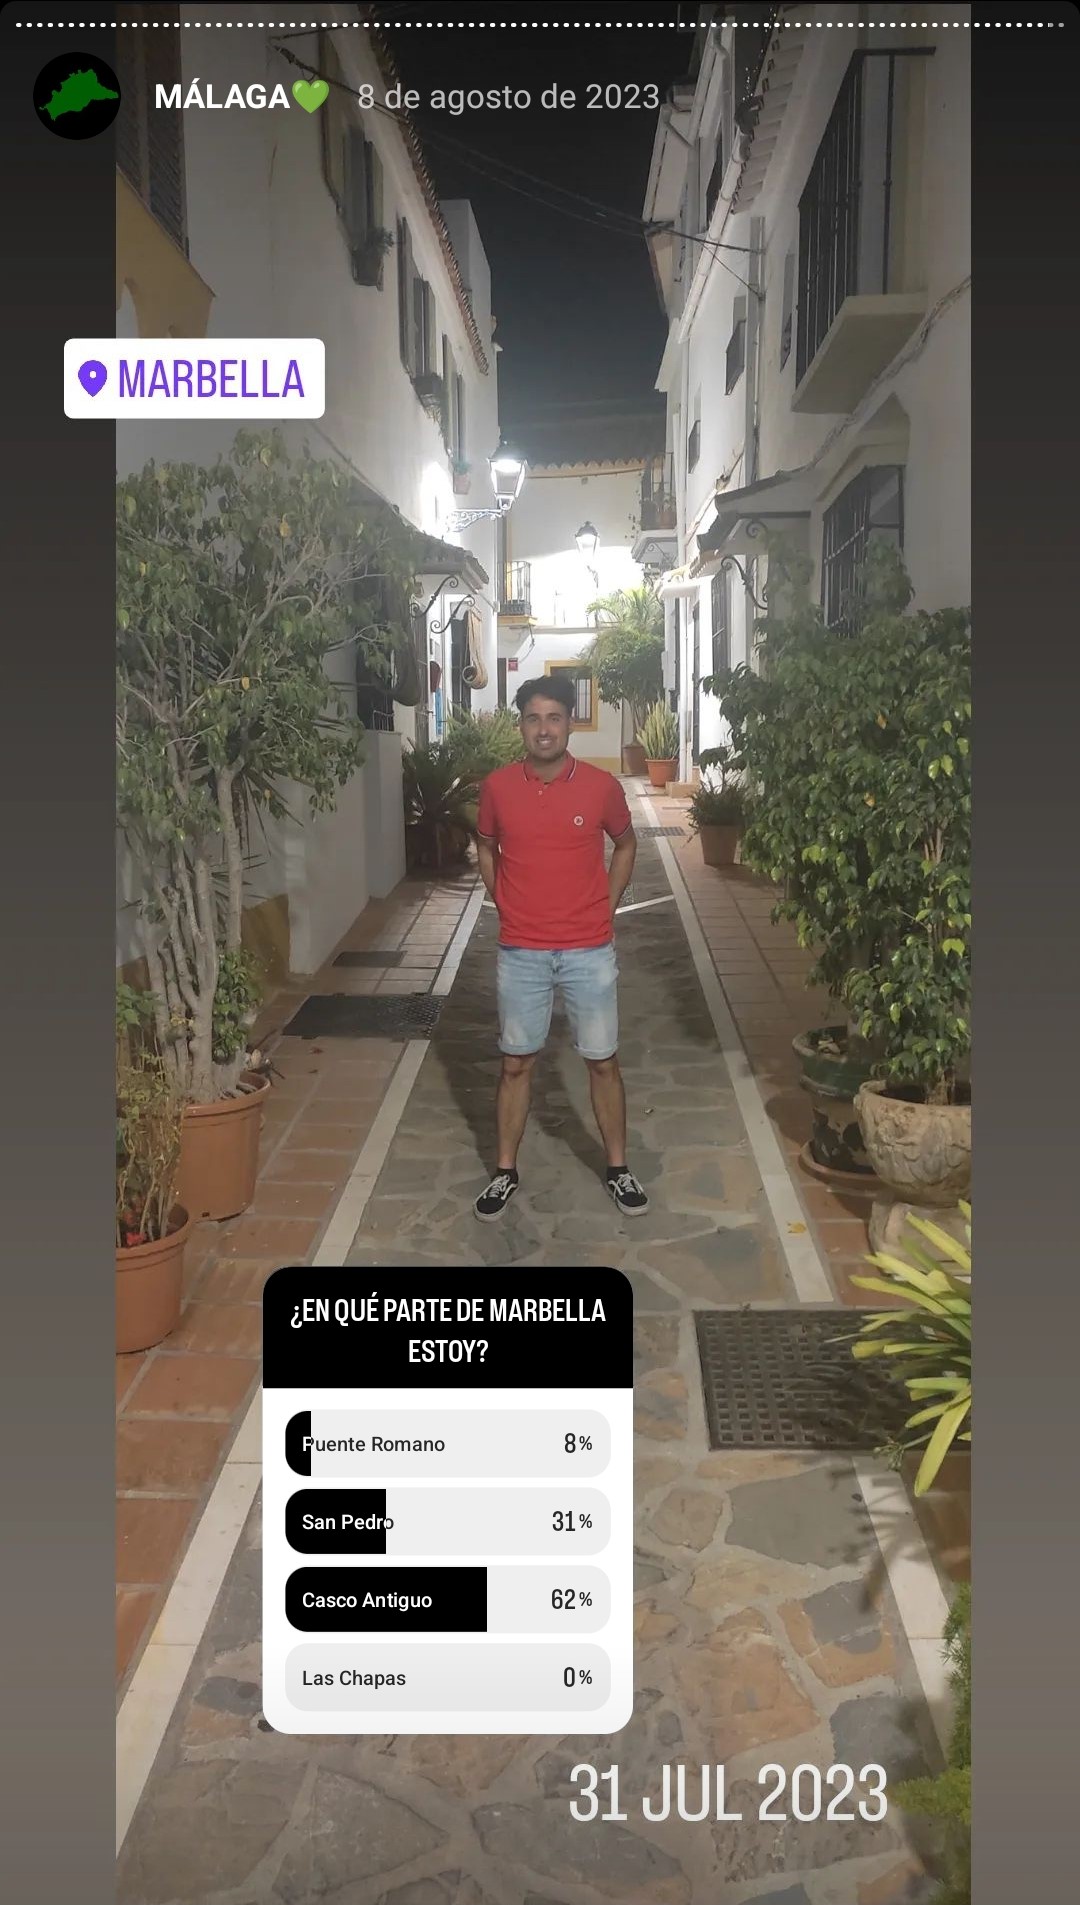 MÁLAGA💚 8 de agosto de 2023
MARBELLA
¿EN QUÉ PARTE DE MARBELLA
ESTOY?
Puente Romano 8%
San Pedro 31%
Casco Antiguo 62%
Las Chapas 0%
31 JUL 2023